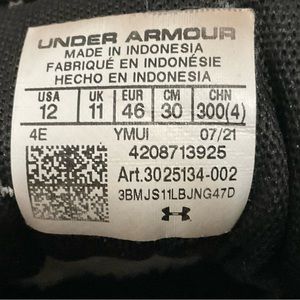 UNDER ARMOUR
MADE IN INDONESIA
FABRIQUÉ EN INDONÉSIE
HECHO EN INDONESIA
USA UK EUR CM CHN
12 11 46 30 300(4)
4E YMUI 07/21
4208713925
Art.3025134-002
3BMJS11LBJNG47D